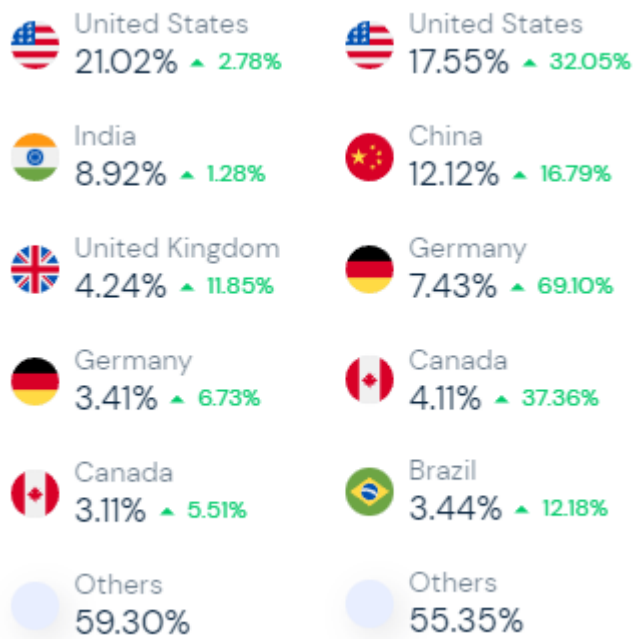 United States
21.02% ▲ 2.78%
India
8.92% ▲ 1.28%
United Kingdom
4.24% ▲ 11.85%
Germany
3.41% ▲ 6.73%
Canada
3.11% ▲ 5.51%
Others
59.30%
United States
17.55% ▲ 32.05%
China
12.12% ▲ 16.79%
Germany
7.43% ▲ 69.10%
Canada
4.11% ▲ 37.36%
Brazil
3.44% ▲ 12.18%
Others
55.35%